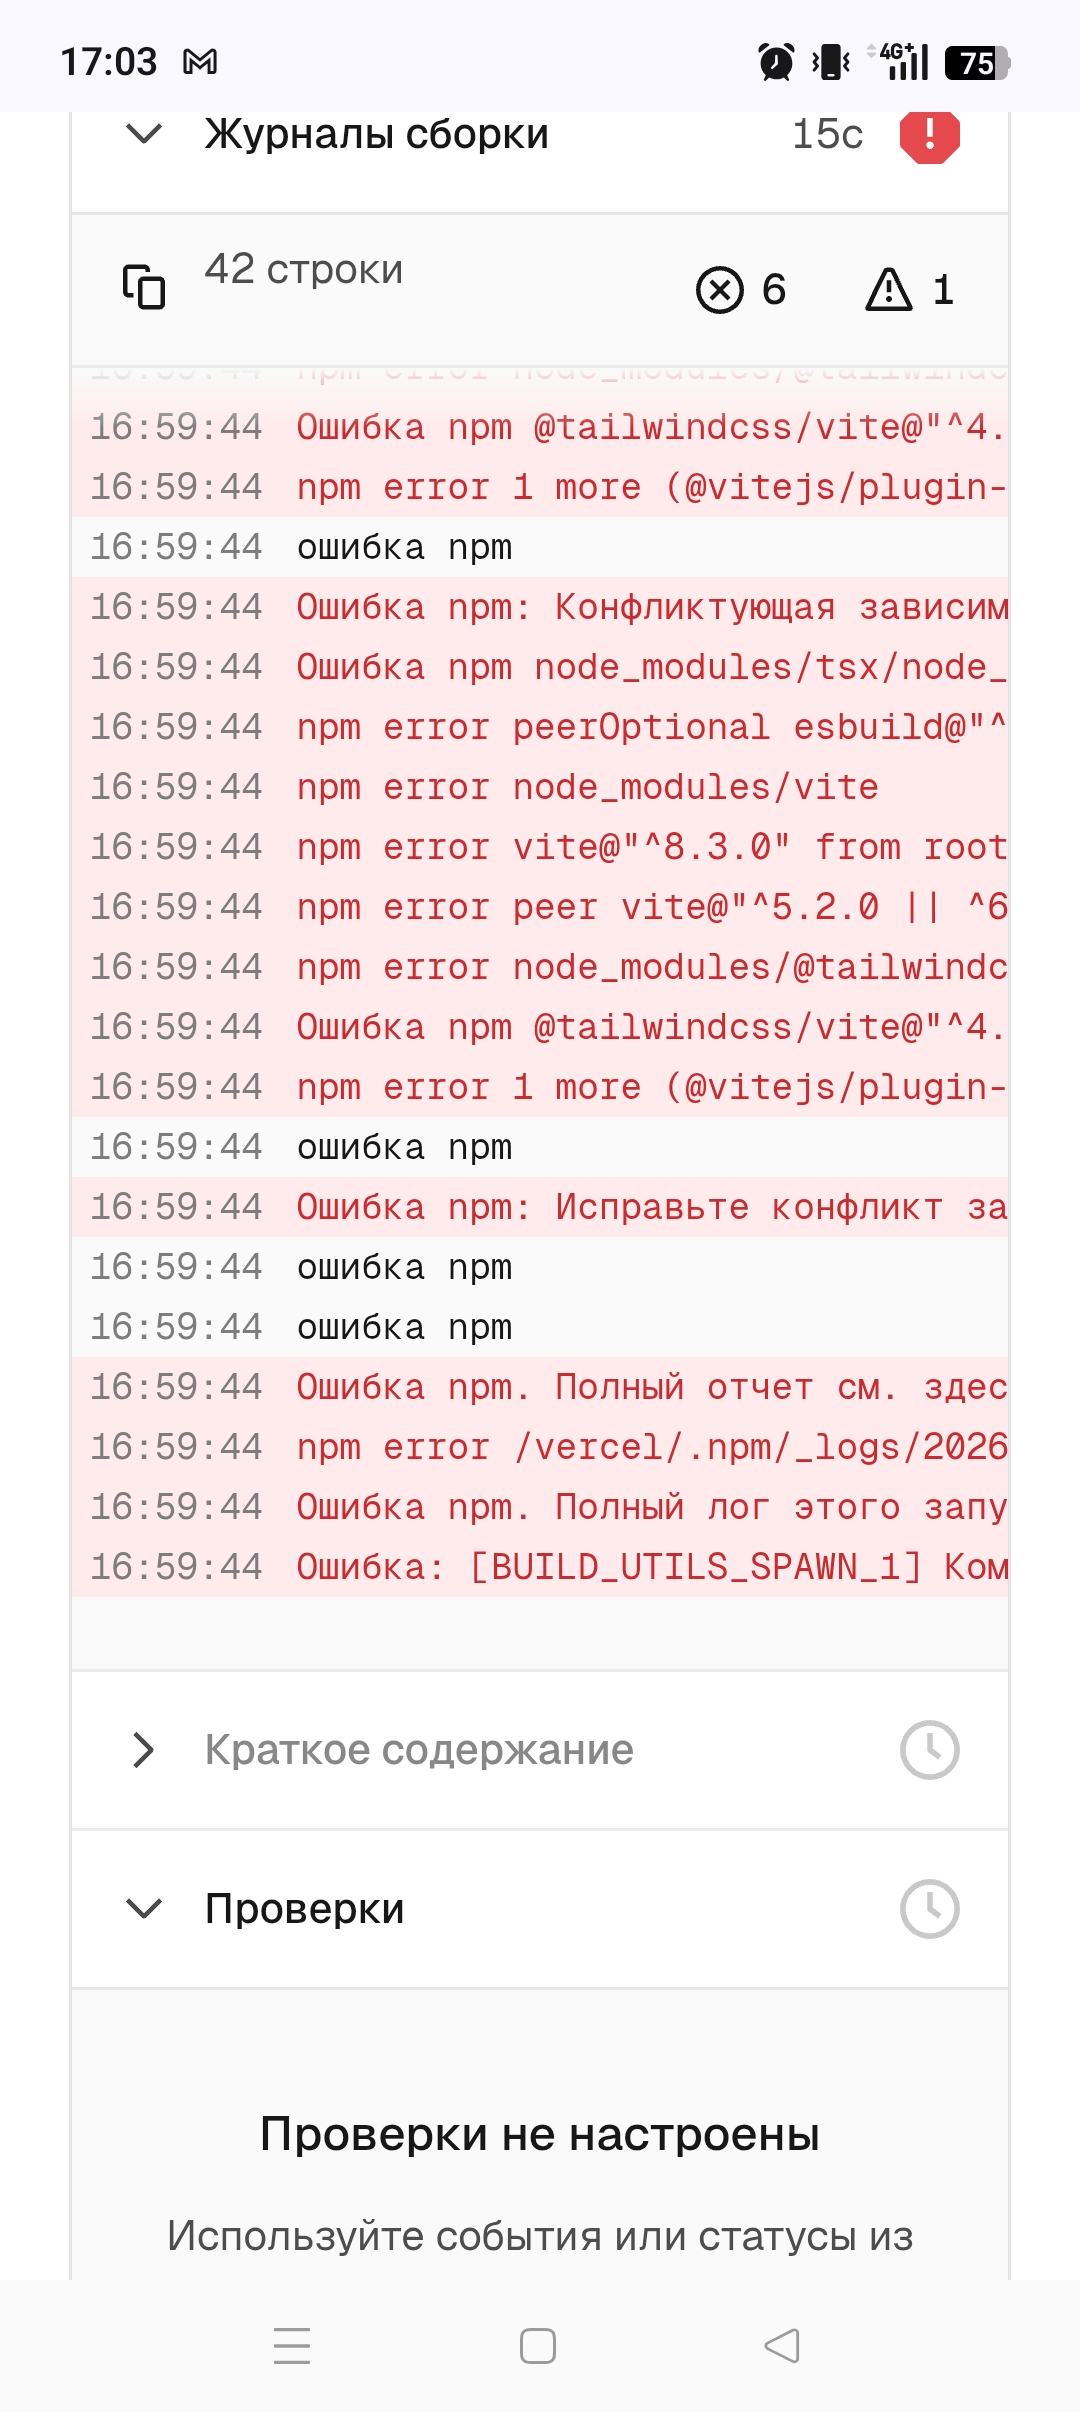 17:03
4G+
75
Журналы сборки
15с
42 строки
6
1
16:59:44 npm error node_modules/@tailwindc
16:59:44 Ошибка npm @tailwindcss/vite@"^4.
16:59:44 npm error 1 more (@vitejs/plugin-
16:59:44 ошибка npm
16:59:44 Ошибка npm: Конфликтующая зависим
16:59:44 Ошибка npm node_modules/tsx/node_
16:59:44 npm error peerOptional esbuild@"^
16:59:44 npm error node_modules/vite
16:59:44 npm error vite@"^8.3.0" from root
16:59:44 npm error peer vite@"^5.2.0 || ^6
16:59:44 npm error node_modules/@tailwindc
16:59:44 Ошибка npm @tailwindcss/vite@"^4.
16:59:44 npm error 1 more (@vitejs/plugin-
16:59:44 ошибка npm
16:59:44 Ошибка npm: Исправьте конфликт за
16:59:44 ошибка npm
16:59:44 ошибка npm
16:59:44 Ошибка npm. Полный отчет см. здес
16:59:44 npm error /vercel/.npm/_logs/2026
16:59:44 Ошибка npm. Полный лог этого запу
16:59:44 Ошибка: [BUILD_UTILS_SPAWN_1] Ком
Краткое содержание
Проверки
Проверки не настроены
Используйте события или статусы из